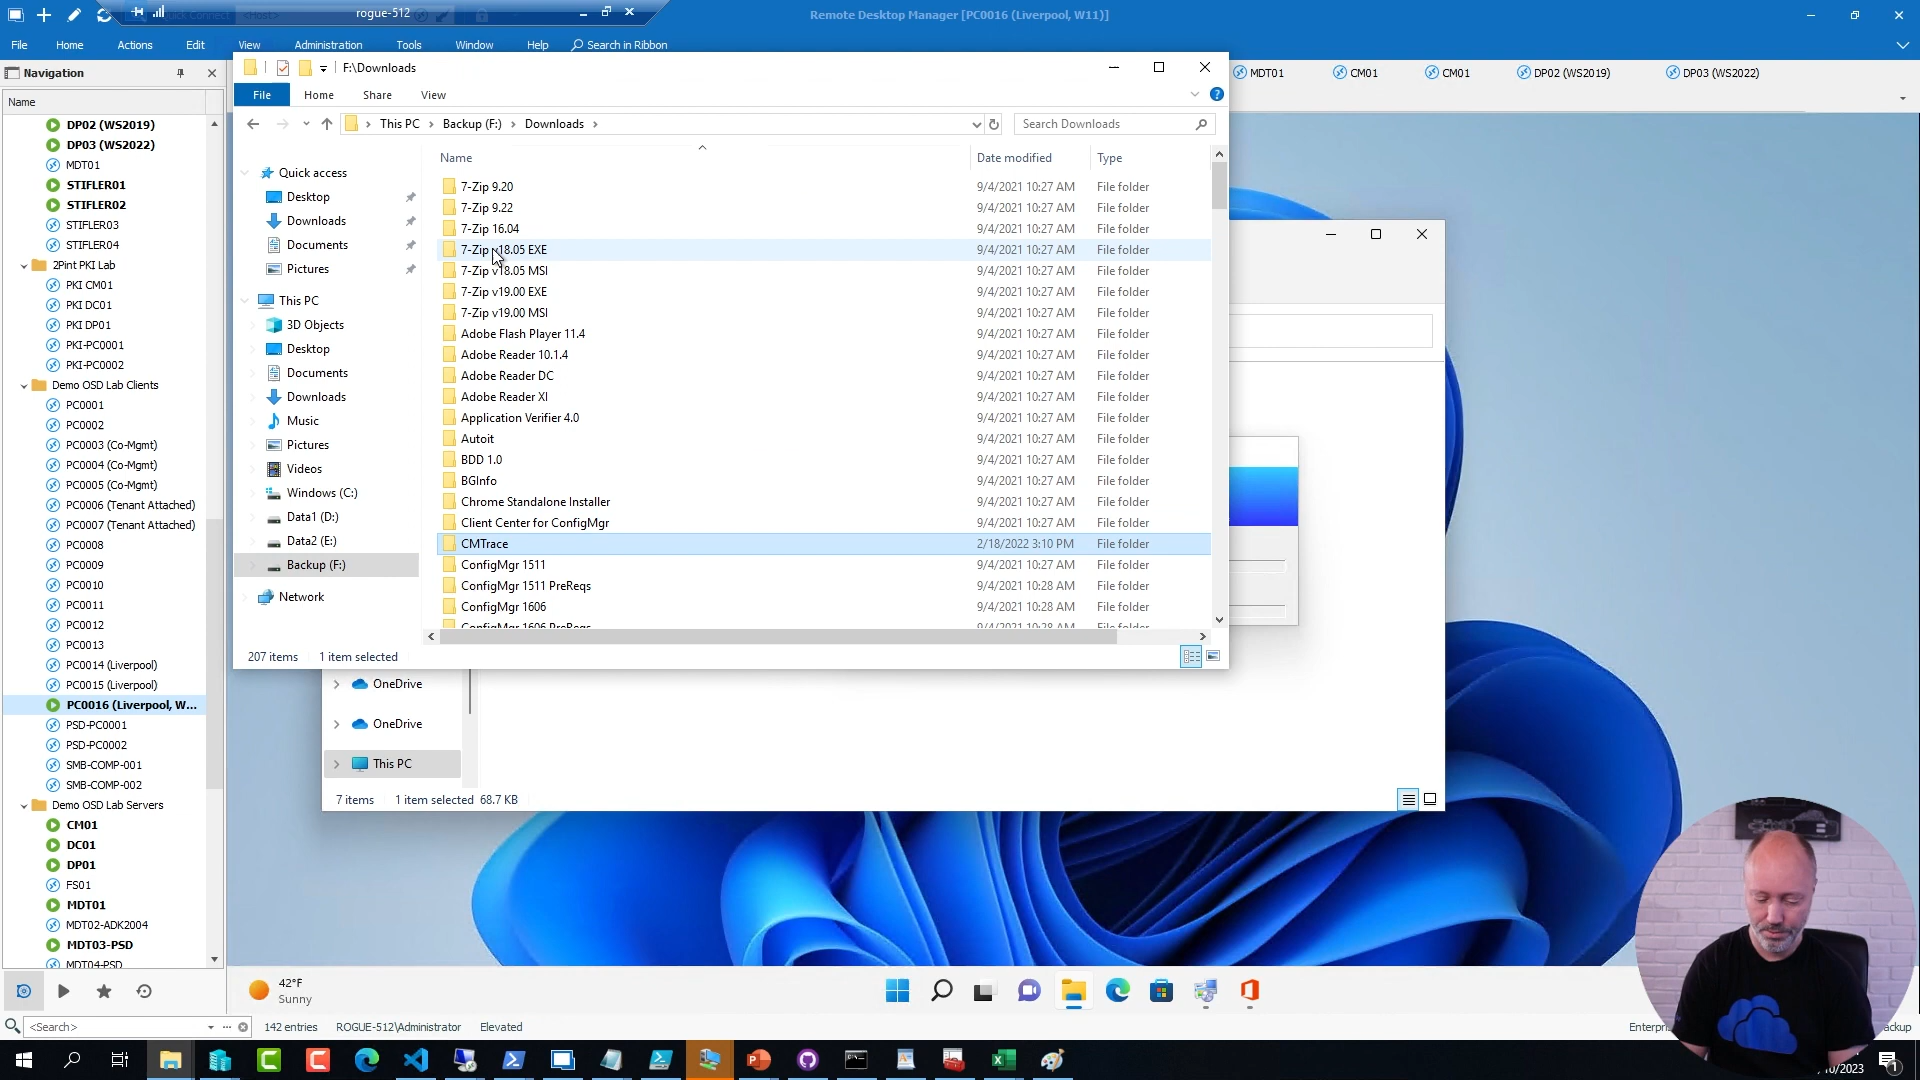 Quick Connect <Host>
rogue-512
Remote Desktop Manager [PC0016 (Liverpool, W11)]
File Home Actions Edit View Administration Tools Window Help Search in Ribbon
Navigation
F:\Downloads
MDT01 CM01 CM01 DP02 (WS2019) DP03 (WS2022)
File Home Share View
Name
This PC Backup (F:) Downloads Search Downloads
Name Date modified Type
DP02 (WS2019)
DP03 (WS2022)
MDT01
STIFLER01
STIFLER02
STIFLER03
STIFLER04
2Pint PKI Lab
PKI CM01
PKI DC01
PKI DP01
PKI-PC0001
PKI-PC0002
Demo OSD Lab Clients
PC0001
PC0002
PC0003 (Co-Mgmt)
PC0004 (Co-Mgmt)
PC0005 (Co-Mgmt)
PC0006 (Tenant Attached)
PC0007 (Tenant Attached)
PC0008
PC0009
PC0010
PC0011
PC0012
PC0013
PC0014 (Liverpool)
PC0015 (Liverpool)
PC0016 (Liverpool, W...
PSD-PC0001
PSD-PC0002
SMB-COMP-001
SMB-COMP-002
Demo OSD Lab Servers
CM01
DC01
DP01
FS01
MDT01
MDT02-ADK2004
MDT03-PSD
MDT04-PSD
Quick access
Desktop
Downloads
Documents
Pictures
This PC
3D Objects
Desktop
Documents
Downloads
Music
Pictures
Videos
Windows (C:)
Data1 (D:)
Data2 (E:)
Backup (F:)
Network
7-Zip 9.20 9/4/2021 10:27 AM File folder
7-Zip 9.22 9/4/2021 10:27 AM File folder
7-Zip 16.04 9/4/2021 10:27 AM File folder
7-Zip v18.05 EXE 9/4/2021 10:27 AM File folder
7-Zip v18.05 MSI 9/4/2021 10:27 AM File folder
7-Zip v19.00 EXE 9/4/2021 10:27 AM File folder
7-Zip v19.00 MSI 9/4/2021 10:27 AM File folder
Adobe Flash Player 11.4 9/4/2021 10:27 AM File folder
Adobe Reader 10.1.4 9/4/2021 10:27 AM File folder
Adobe Reader DC 9/4/2021 10:27 AM File folder
Adobe Reader XI 9/4/2021 10:27 AM File folder
Application Verifier 4.0 9/4/2021 10:27 AM File folder
Autoit 9/4/2021 10:27 AM File folder
BDD 1.0 9/4/2021 10:27 AM File folder
BGInfo 9/4/2021 10:27 AM File folder
Chrome Standalone Installer 9/4/2021 10:27 AM File folder
Client Center for ConfigMgr 9/4/2021 10:27 AM File folder
CMTrace 2/18/2022 3:10 PM File folder
ConfigMgr 1511 9/4/2021 10:27 AM File folder
ConfigMgr 1511 PreReqs 9/4/2021 10:28 AM File folder
ConfigMgr 1606 9/4/2021 10:28 AM File folder
ConfigMgr 1606 PreReqs 9/4/2021 10:28 AM File folder
207 items 1 item selected
OneDrive
OneDrive
This PC
7 items 1 item selected 68.7 KB
42°F
Sunny
<Search> 142 entries ROGUE-512\Administrator Elevated
/10/2023
1